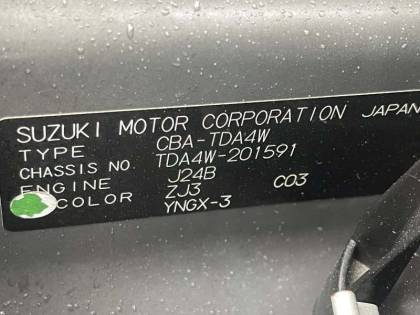 SUZUKI MOTOR CORPORATION JAPAN
TYPE CBA-TDA4W
CHASSIS NO. TDA4W-201591
ENGINE J24B
COLOR ZJ3 C03
YNGX-3